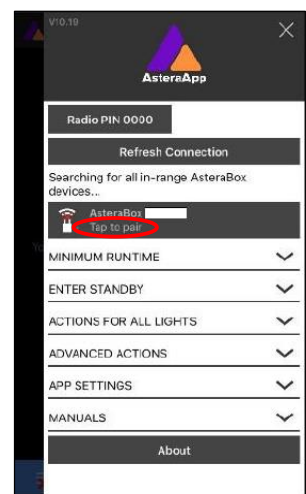 V10.19
AsteraApp
Radio PIN 0000
Refresh Connection
Searching for all in-range AsteraBox
devices...
AsteraBox
Tap to pair
MINIMUM RUNTIME
ENTER STANDBY
ACTIONS FOR ALL LIGHTS
ADVANCED ACTIONS
APP SETTINGS
MANUALS
About